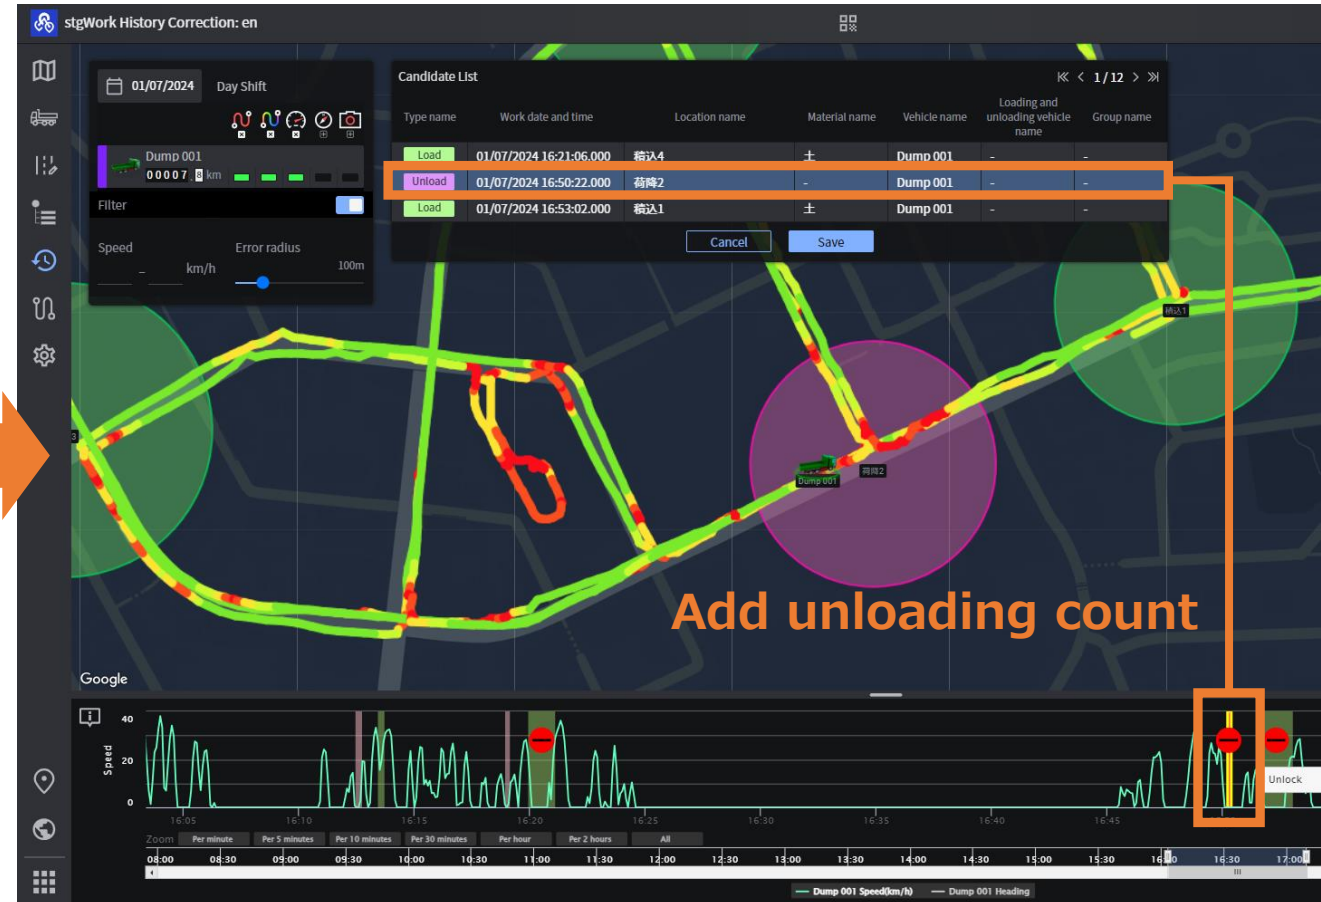 stgWork History Correction: en
01/07/2024 Day Shift
Dump 001
00007.8 km
Filter
Speed Error radius
– km/h 100m
Candidate List 1 / 12
Type name Work date and time Location name Material name Vehicle name Loading and unloading vehicle name Group name
Load 01/07/2024 16:21:06.000 積込4 土 Dump 001 - -
Unload 01/07/2024 16:50:22.000 荷降2 - Dump 001 - -
Load 01/07/2024 16:53:02.000 積込1 土 Dump 001 - -
Cancel Save
積込1
3
荷降2
Dump 001
Add unloading count
Google
Speed
40
20
0
Unlock
16:05 16:10 16:15 16:20 16:25 16:30 16:35 16:40 16:45
Zoom Per minute Per 5 minutes Per 10 minutes Per 30 minutes Per hour Per 2 hours All
08:00 08:30 09:00 09:30 10:00 10:30 11:00 11:30 12:00 12:30 13:00 13:30 14:00 14:30 15:00 15:30 16:00 16:30 17:00
Dump 001 Speed(km/h) Dump 001 Heading